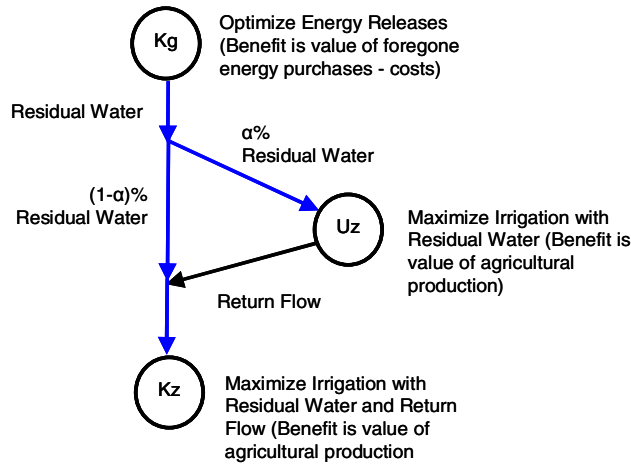 Kg
Optimize Energy Releases
(Benefit is value of foregone
energy purchases - costs)
Residual Water
α%
Residual Water
(1-α)%
Residual Water
Uz
Maximize Irrigation with
Residual Water (Benefit is
value of agricultural
production)
Return Flow
Kz
Maximize Irrigation with
Residual Water and Return
Flow (Benefit is value of
agricultural production